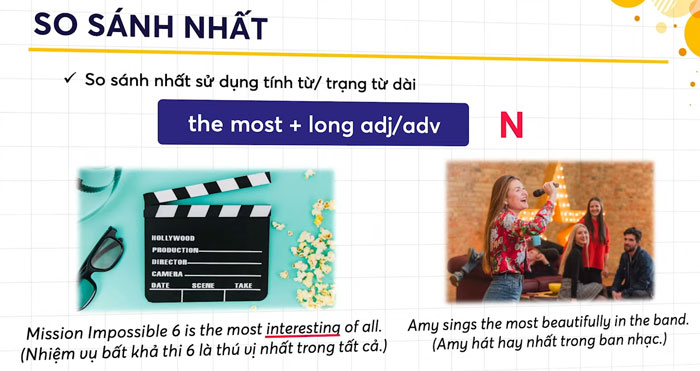 SO SÁNH NHẤT
✓ So sánh nhất sử dụng tính từ/ trạng từ dài
the most + long adj/adv N
HOLLYWOOD
PRODUCTION
DIRECTOR
CAMERA
DATE SCENE TAKE
Mission Impossible 6 is the most interesting of all.
(Nhiệm vụ bất khả thi 6 là thú vị nhất trong tất cả.)
Amy sings the most beautifully in the band.
(Amy hát hay nhất trong ban nhạc.)